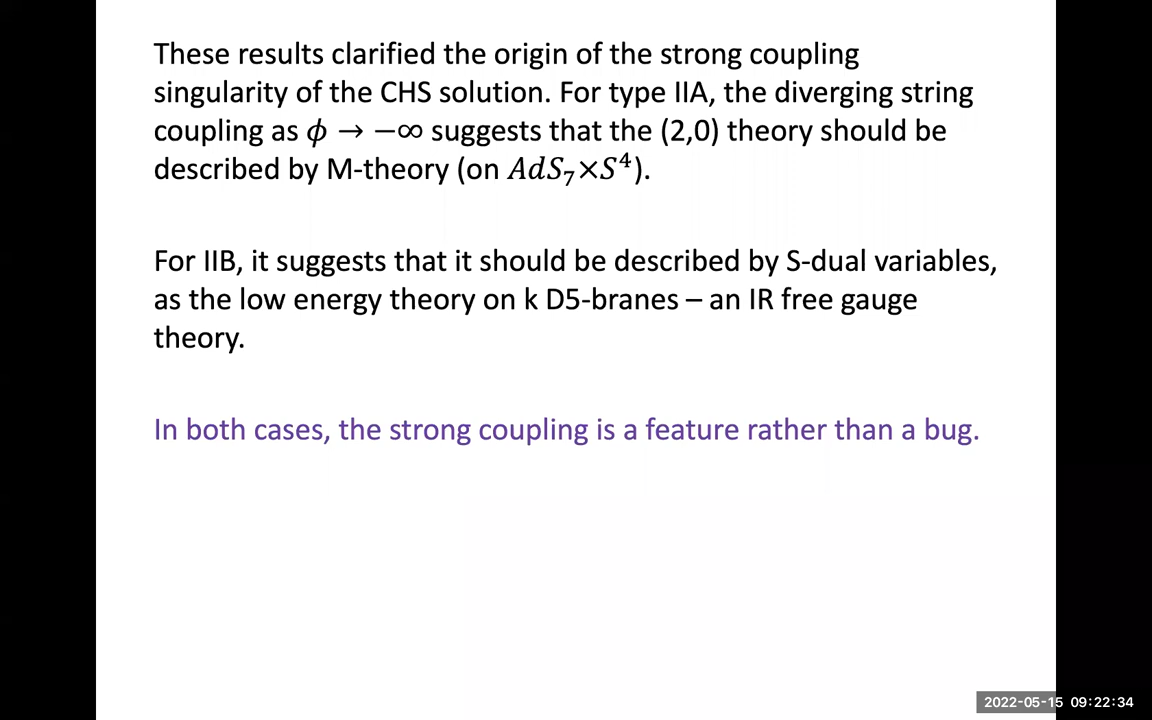 These results clarified the origin of the strong coupling
singularity of the CHS solution. For type IIA, the diverging string
coupling as ϕ → −∞ suggests that the (2,0) theory should be
described by M-theory (on AdS₇×S⁴).
For IIB, it suggests that it should be described by S-dual variables,
as the low energy theory on k D5-branes – an IR free gauge
theory.
In both cases, the strong coupling is a feature rather than a bug.
2022-05-15 09:22:34